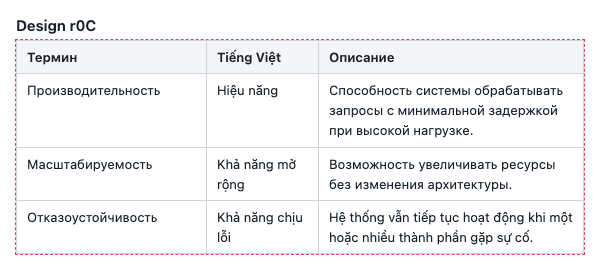 Design r0C
Термин Tiếng Việt Описание
Производительность Hiệu năng Способность системы обрабатывать
запросы с минимальной задержкой
при высокой нагрузке.
Масштабируемость Khả năng mở Возможность увеличивать ресурсы
rộng без изменения архитектуры.
Отказоустойчивость Khả năng chịu Hệ thống vẫn tiếp tục hoạt động khi một
lỗi hoặc nhiều thành phần gặp sự cố.